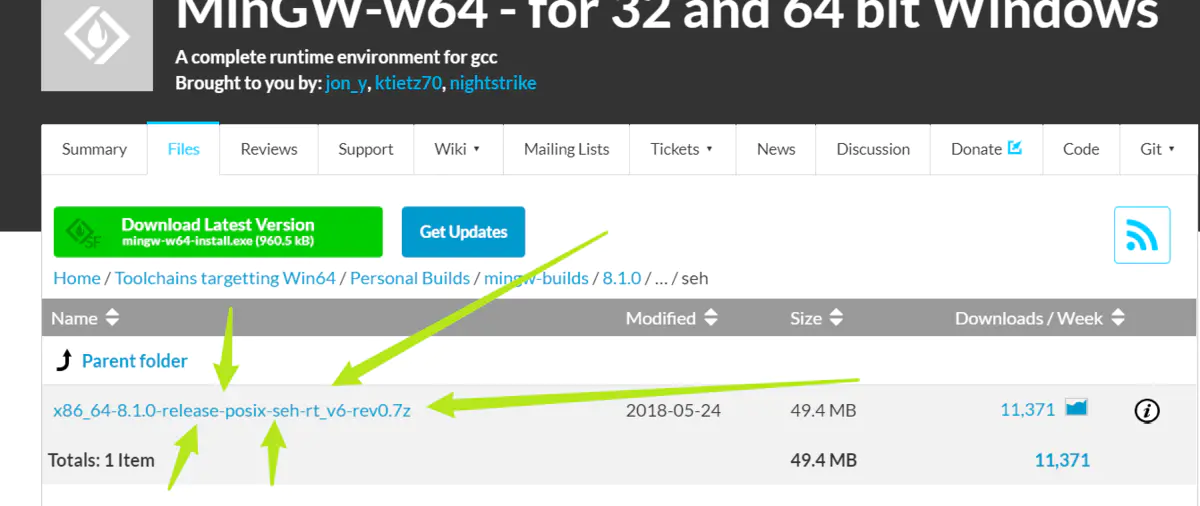 MinGW-w64 - for 32 and 64 bit Windows
A complete runtime environment for gcc
Brought to you by: jon_y, ktietz70, nightstrike
Summary Files Reviews Support Wiki Mailing Lists Tickets News Discussion Donate Code Git
Download Latest Version
mingw-w64-install.exe (960.5 kB)
SF
Get Updates
Home / Toolchains targetting Win64 / Personal Builds / mingw-builds / 8.1.0 / ... / seh
Name Modified Size Downloads / Week
Parent folder
x86_64-8.1.0-release-posix-seh-rt_v6-rev0.7z 2018-05-24 49.4 MB 11,371
Totals: 1 Item 49.4 MB 11,371